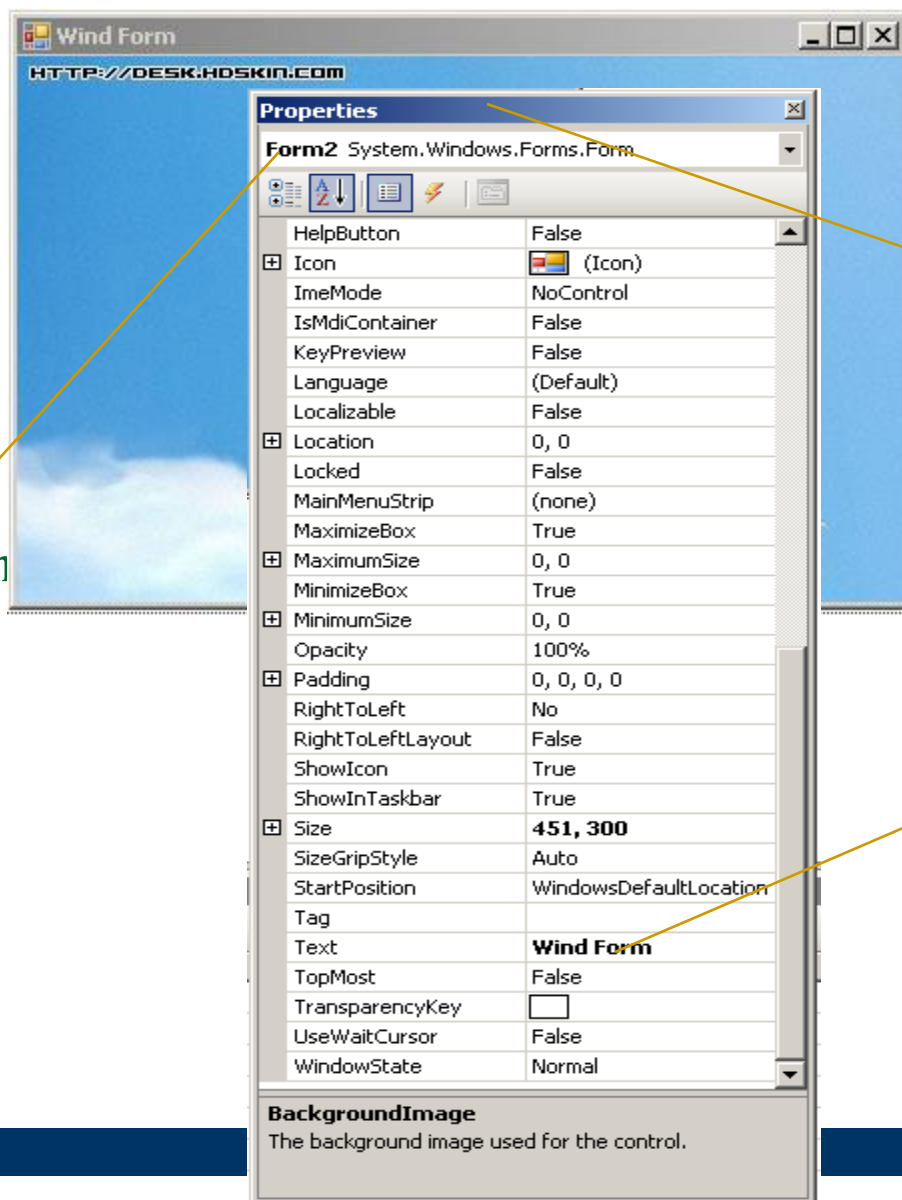 Wind Form
HTTP://DESK.HDSKIN.COM
Properties
Form2 System.Windows.Forms.Form
HelpButton False
Icon (Icon)
ImeMode NoControl
IsMdiContainer False
KeyPreview False
Language (Default)
Localizable False
Location 0, 0
Locked False
MainMenuStrip (none)
MaximizeBox True
MaximumSize 0, 0
MinimizeBox True
MinimumSize 0, 0
Opacity 100%
Padding 0, 0, 0, 0
RightToLeft No
RightToLeftLayout False
ShowIcon True
ShowInTaskbar True
Size 451, 300
SizeGripStyle Auto
StartPosition WindowsDefaultLocation
Tag
Text Wind Form
TopMost False
TransparencyKey
UseWaitCursor False
WindowState Normal
BackgroundImage
The background image used for the control.